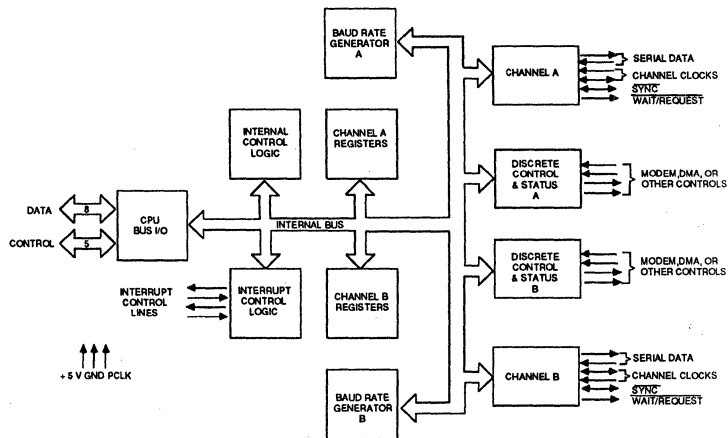 BAUD RATE
GENERATOR
A
CHANNEL A
SERIAL DATA
CHANNEL CLOCKS
SYNC
WAIT/REQUEST
INTERNAL
CONTROL
LOGIC
CHANNEL A
REGISTERS
DISCRETE
CONTROL
& STATUS
A
MODEM, DMA, OR
OTHER CONTROLS
DATA
8
CONTROL
5
CPU
BUS I/O
INTERNAL BUS
DISCRETE
CONTROL
& STATUS
B
MODEM, DMA, OR
OTHER CONTROLS
INTERRUPT
CONTROL
LINES
INTERRUPT
CONTROL
LOGIC
CHANNEL B
REGISTERS
+ 5 V GND PCLK
BAUD RATE
GENERATOR
B
CHANNEL B
SERIAL DATA
CHANNEL CLOCKS
SYNC
WAIT/REQUEST